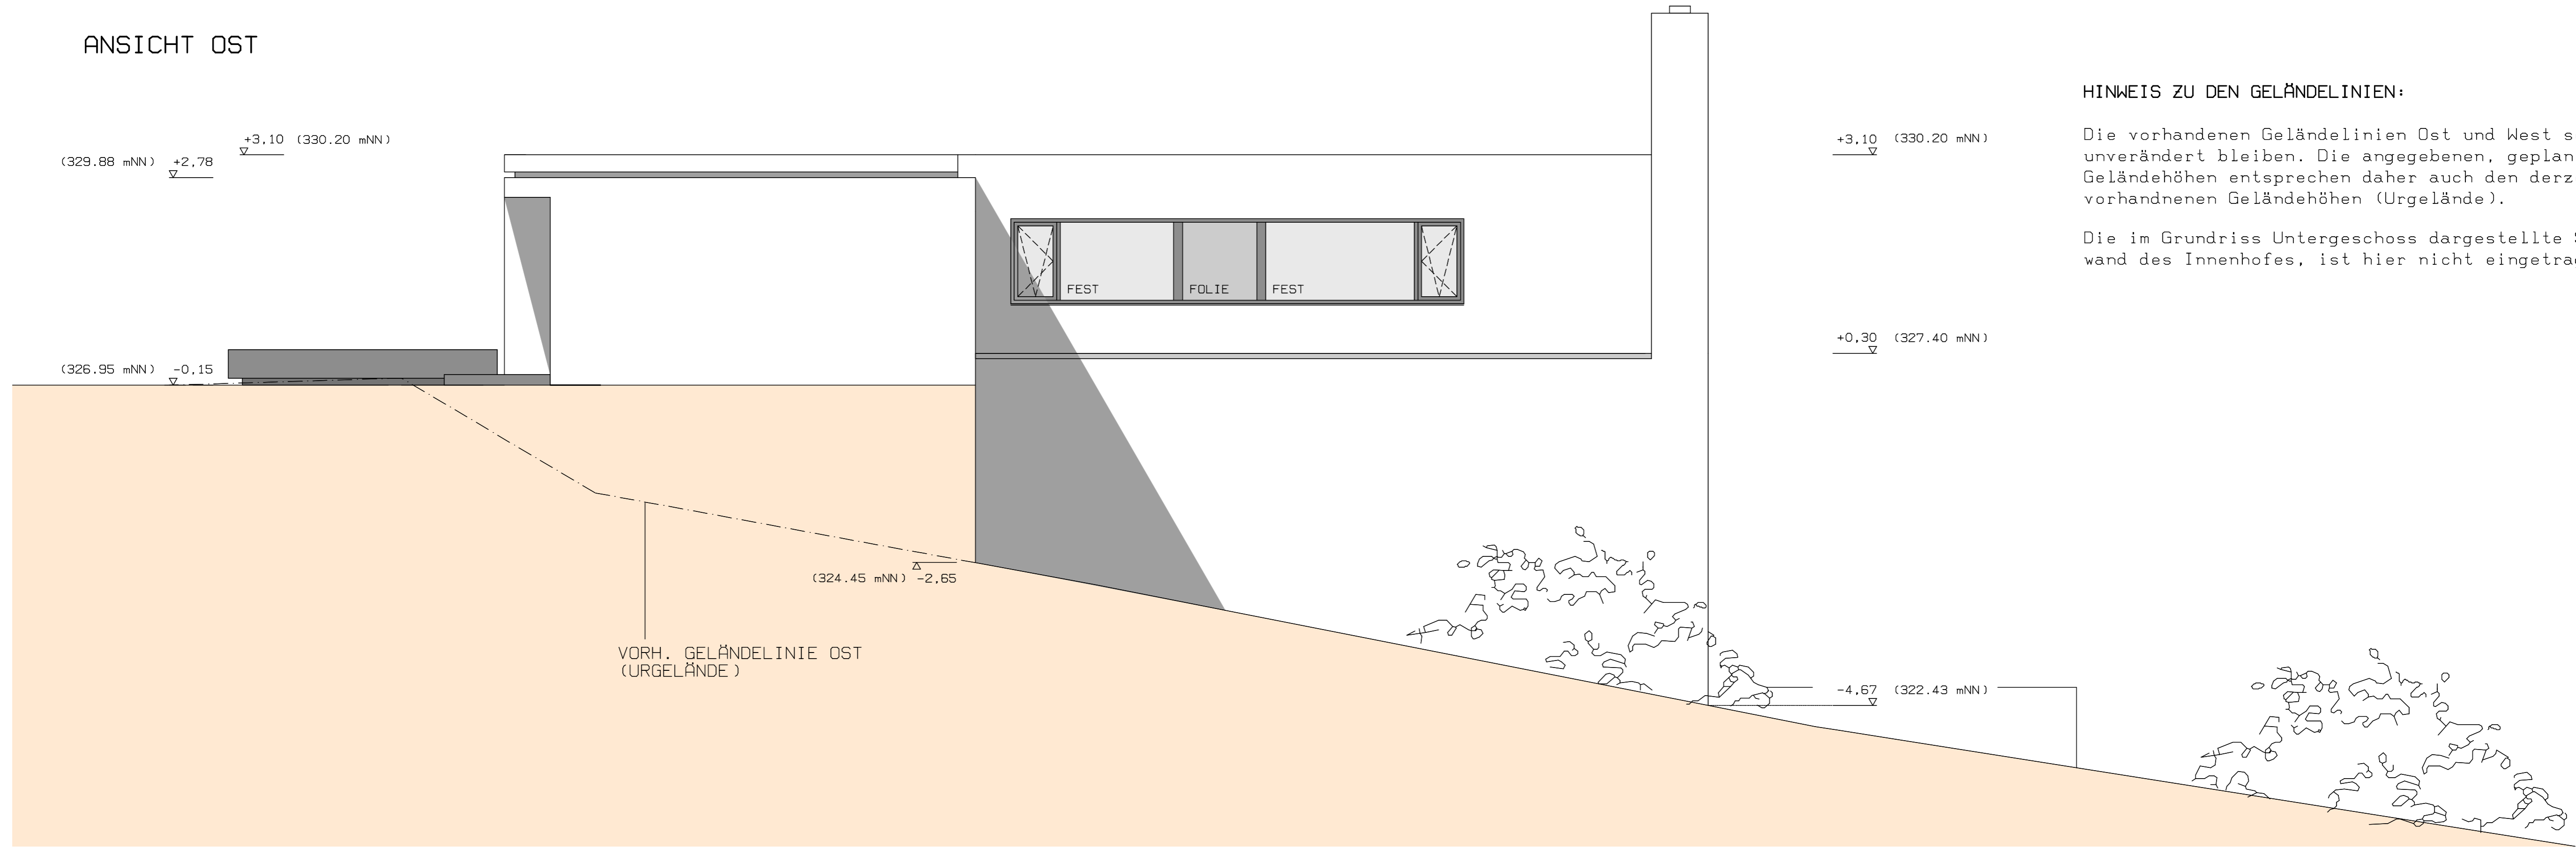 ANSICHT OST
HINWEIS ZU DEN GELÄNDELINIEN:
Die vorhandenen Geländelinien Ost und West
unverändert bleiben. Die angegebenen,
Geländehöhen entsprechen daher auch den
vorhandnenen Geländehöhen (Urgelände).
Die im Grundriss Untergeschoss dargestellte
wand des Innenhofes, ist hier nicht
+3,10 (330.20 mNN)
(329.88 mNN) +2,78
+3,10 (330.20 mNN)
FEST FOLIE FEST
+0,30 (327.40 mNN)
(326.95 mNN) -0,15
(324.45 mNN) -2,65
VORH. GELÄNDELINIE OST
(URGELÄNDE)
-4,67 (322.43 mNN)